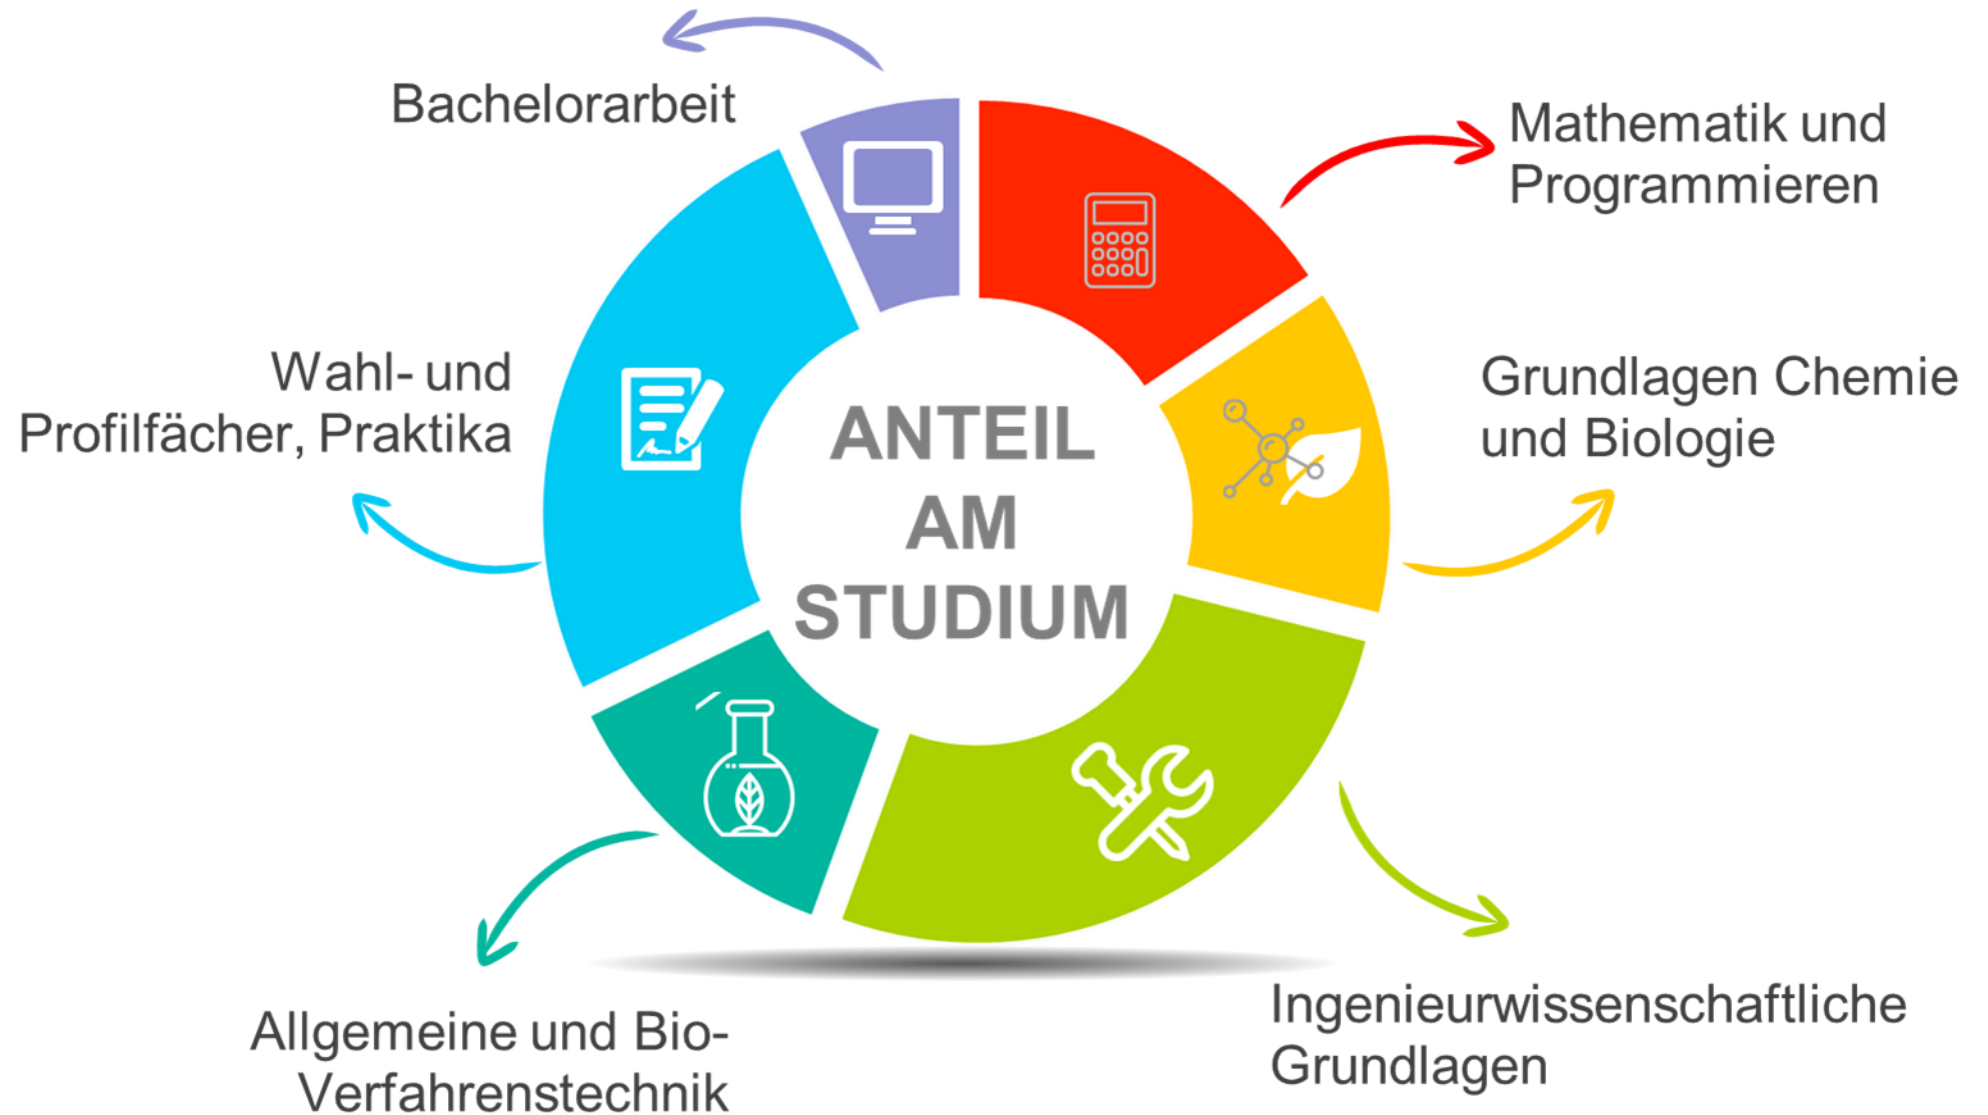 Bachelorarbeit
Mathematik und
Programmieren
Wahl- und
Profilfächer, Praktika
Grundlagen Chemie
und Biologie
ANTEIL
AM
STUDIUM
Allgemeine und Bio-
Verfahrenstechnik
Ingenieurwissenschaftliche
Grundlagen